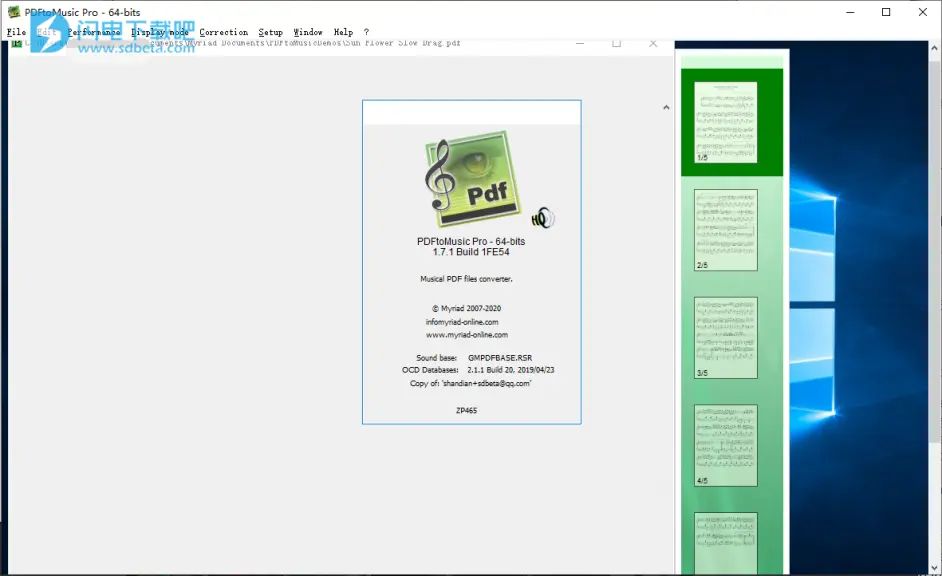 PDFtoMusic Pro - 64-bits
File Edit Performance Display mode Correction Setup Window Help ?
闪电下载吧
www.sdbeta.com
uments\Myriad Documents\PDFtoMusicDemos\Sun Flower Slow Drag.pdf
Pdf
HQ
PDFtoMusic Pro - 64-bits
1.7.1 Build 1FE54
Musical PDF files converter.
© Myriad 2007-2020
infomyriad-online.com
www.myriad-online.com
Sound base: GMPDFBASE.RSR
OCD Databases: 2.1.1 Build 20, 2019/04/23
Copy of: 'shandian+sdbeta@qq.com'
ZP465
1/5
2/5
3/5
4/5